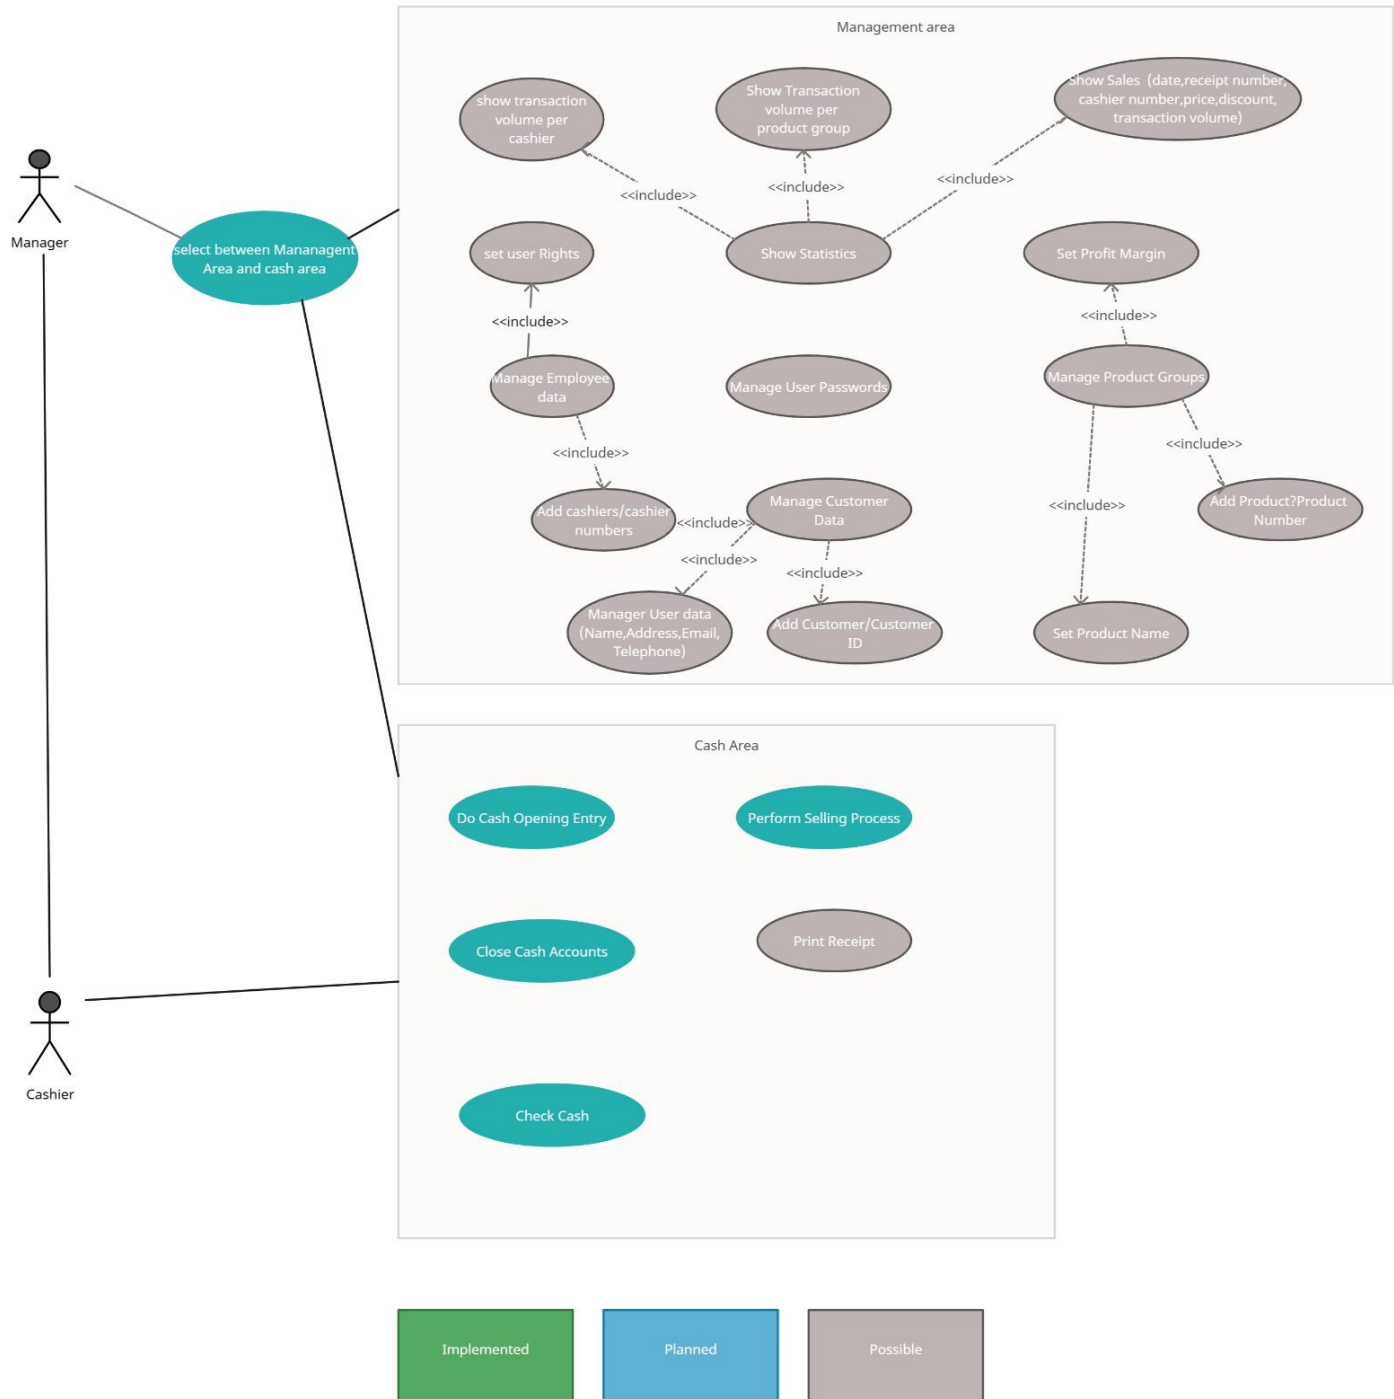 Management area
show transaction
volume per
cashier
Show Transaction
volume per
product group
Show Sales  (date,receipt number,
cashier number,price,discount,
transaction volume)
<<include>>
<<include>>
<<include>>
Manager
select between Mananagent
Area and cash area
set user Rights
Show Statistics
Set Profit Margin
<<include>>
<<include>>
Manage Employee
data
Manage User Passwords
Manage Product Groups
<<include>>
<<include>>
Add cashiers/cashier
numbers
<<include>>
Manage Customer
Data
<<include>>
Add Product?Product
Number
<<include>>
<<include>>
Manager User data
(Name,Address,Email,
Telephone)
Add Customer/Customer
ID
Set Product Name
Cash Area
Do Cash Opening Entry
Perform Selling Process
Close Cash Accounts
Print Receipt
Cashier
Check Cash
Implemented
Planned
Possible